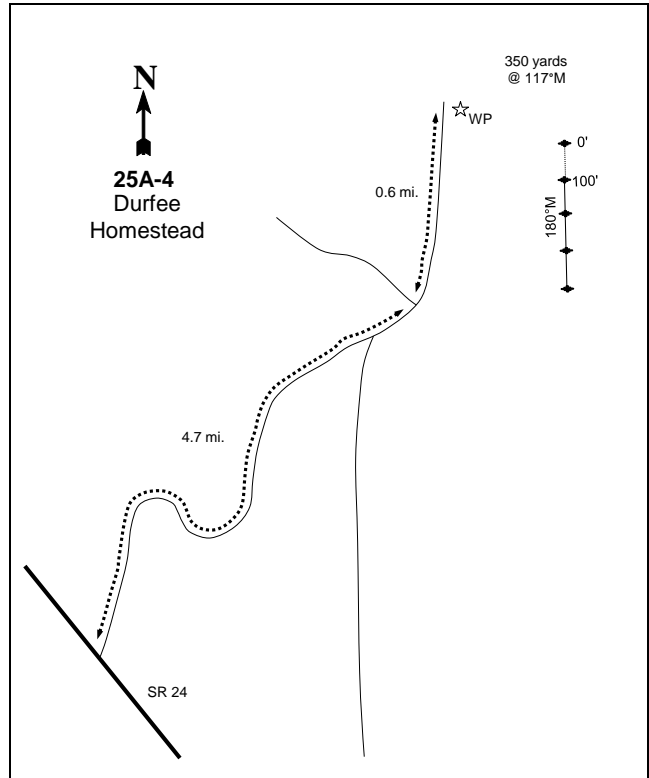 350 yards
@ 117°M
N
WP
0'
25A-4
Durfee
Homestead
100'
0.6 mi.
180°M
4.7 mi.
SR 24